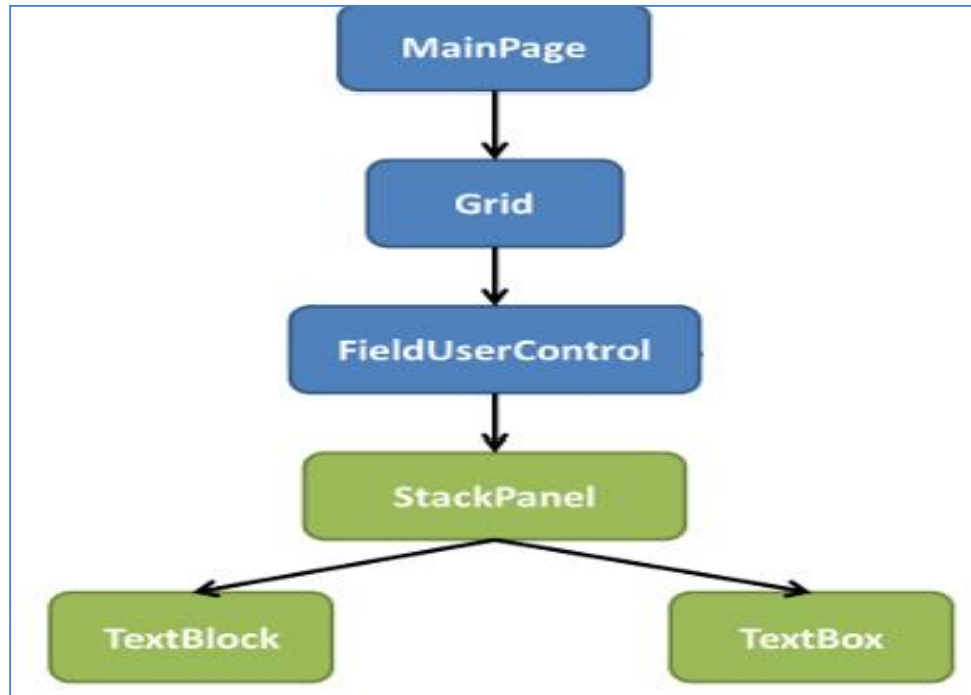 MainPage
Grid
FieldUserControl
StackPanel
TextBlock
TextBox